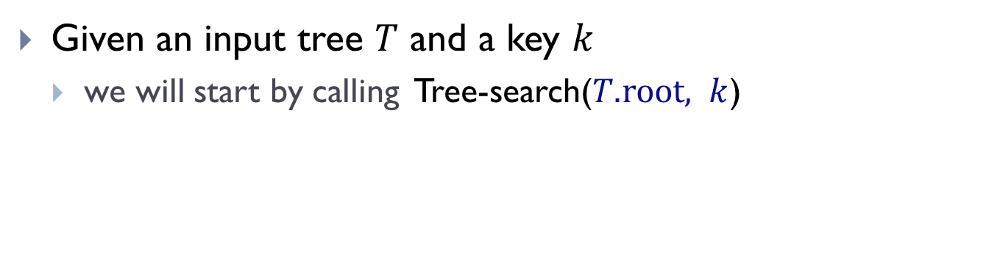 Given an input tree T and a key k
we will start by calling Tree-search(T.root, k)